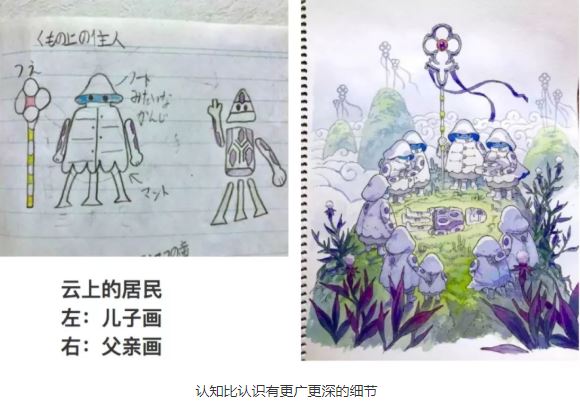 くもの上の住人
つえ
フード
みたいな
かんじ
マント
云上的居民
左：儿子画
右：父亲画
认知比认识有更广更深的细节